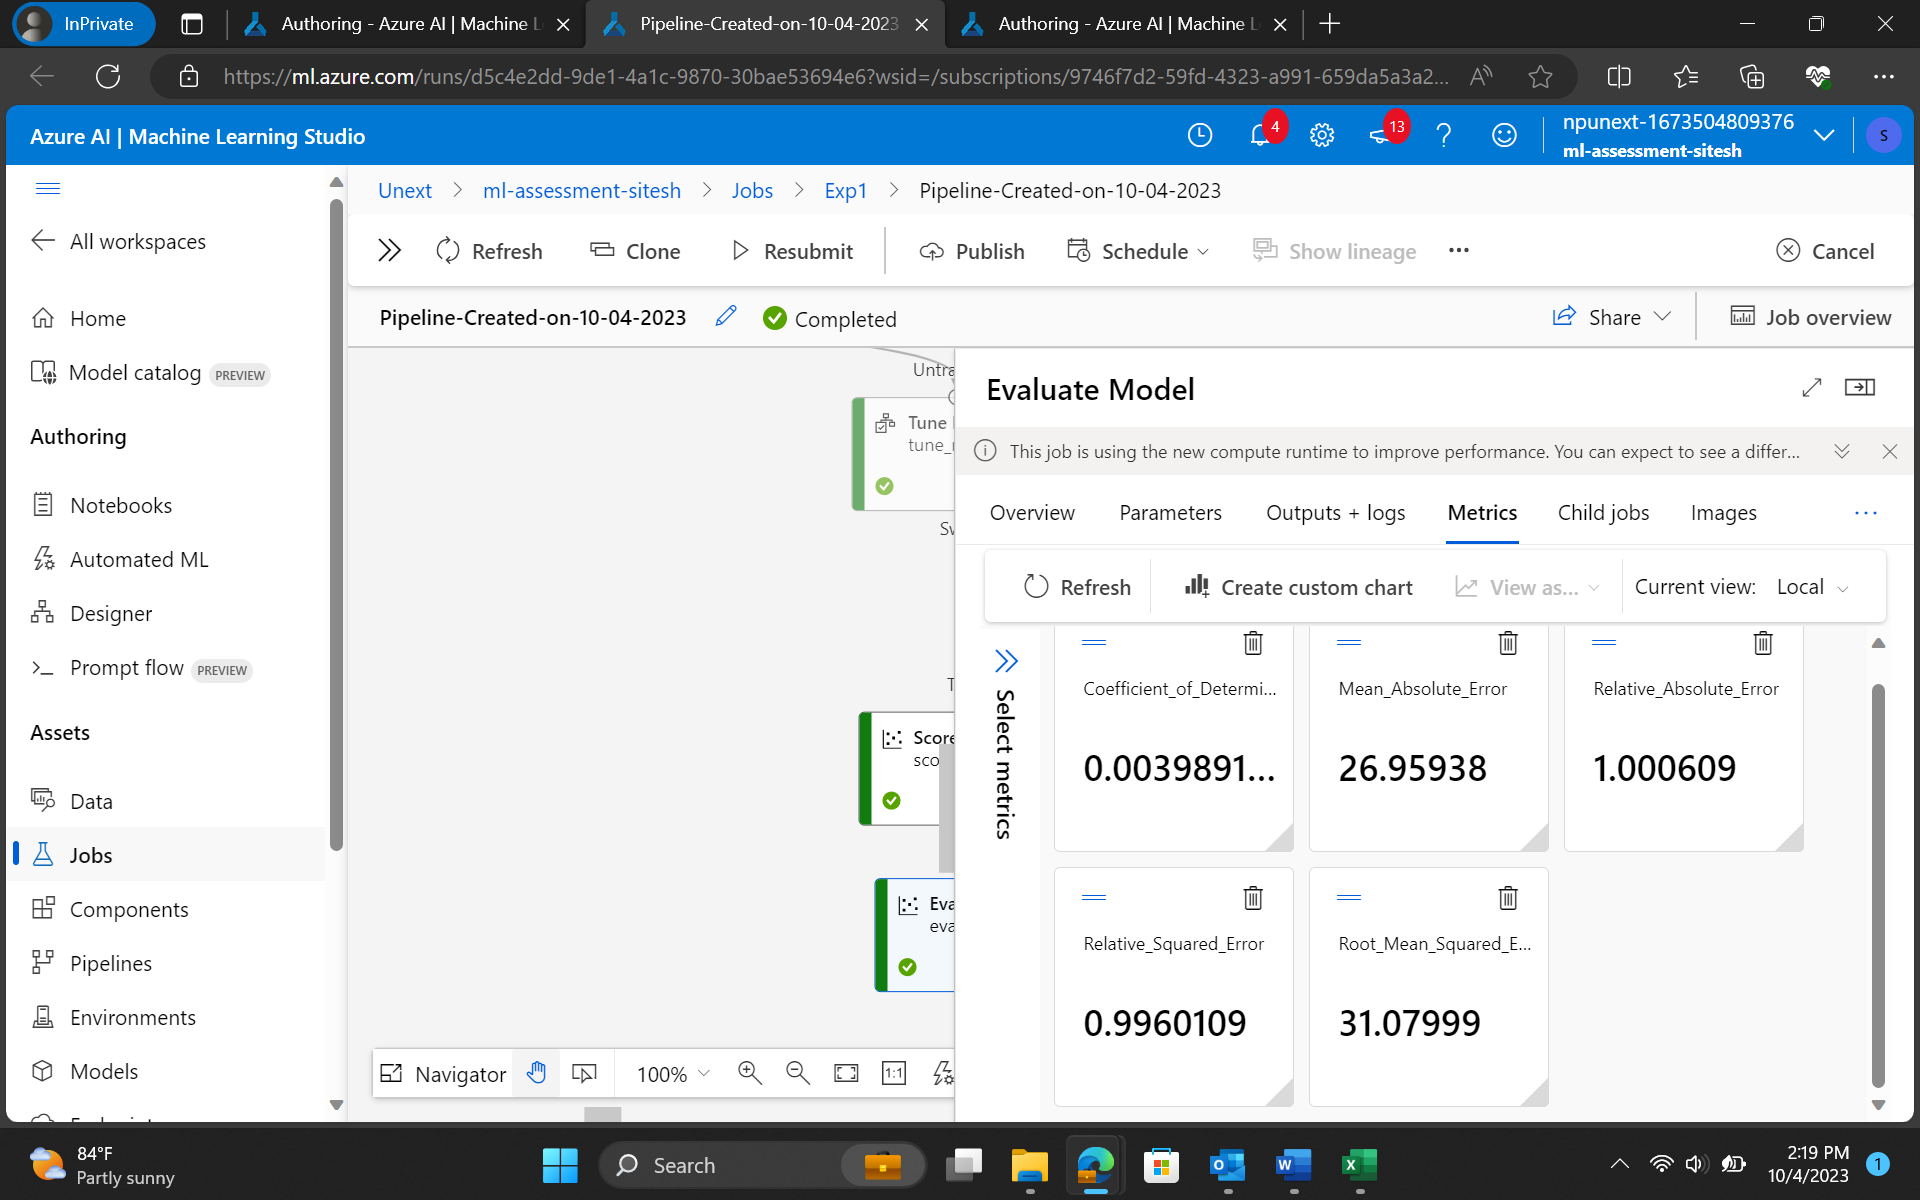 InPrivate
Authoring - Azure AI | Machine L
Pipeline-Created-on-10-04-2023
Authoring - Azure AI | Machine L
https://ml.azure.com/runs/d5c4e2dd-9de1-4a1c-9870-30bae53694e6?wsid=/subscriptions/9746f7d2-59fd-4323-a991-659da5a3a2...
Azure AI | Machine Learning Studio
4
13
npunext-1673504809376
ml-assessment-sitesh
S
All workspaces
Home
Model catalog PREVIEW
Authoring
Notebooks
Automated ML
Designer
Prompt flow PREVIEW
Assets
Data
Jobs
Components
Pipelines
Environments
Models
Unext > ml-assessment-sitesh > Jobs > Exp1 > Pipeline-Created-on-10-04-2023
Refresh
Clone
Resubmit
Publish
Schedule
Show lineage
...
Cancel
Pipeline-Created-on-10-04-2023
Completed
Share
Job overview
Untra
Tune
tune_
Sw
T
Score
sco
Eva
eva
Navigator
100%
1:1
Evaluate Model
This job is using the new compute runtime to improve performance. You can expect to see a differ...
Overview
Parameters
Outputs + logs
Metrics
Child jobs
Images
...
Refresh
Create custom chart
View as...
Current view: Local
Select metrics
Coefficient_of_Determi...
0.0039891...
Mean_Absolute_Error
26.95938
Relative_Absolute_Error
1.000609
Relative_Squared_Error
0.9960109
Root_Mean_Squared_E...
31.07999
84°F
Partly sunny
Search
2:19 PM
10/4/2023
1